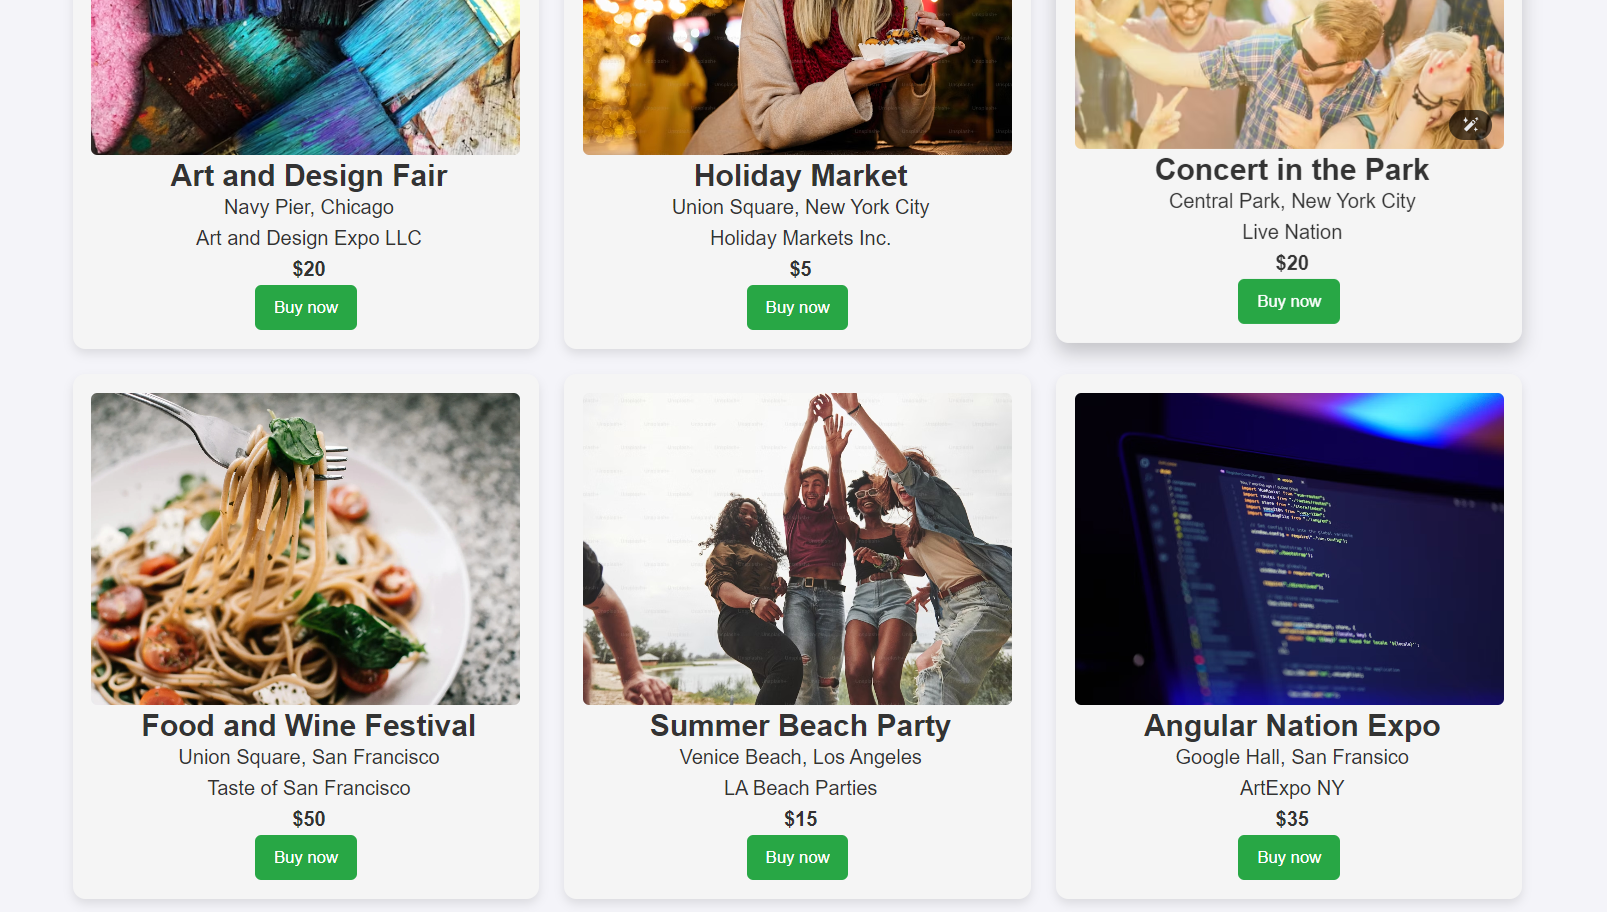 Art and Design Fair
Navy Pier, Chicago
Art and Design Expo LLC
$20
Buy now
Holiday Market
Union Square, New York City
Holiday Markets Inc.
$5
Buy now
Concert in the Park
Central Park, New York City
Live Nation
$20
Buy now
Food and Wine Festival
Union Square, San Francisco
Taste of San Francisco
$50
Buy now
Summer Beach Party
Venice Beach, Los Angeles
LA Beach Parties
$15
Buy now
Angular Nation Expo
Google Hall, San Fransico
ArtExpo NY
$35
Buy now